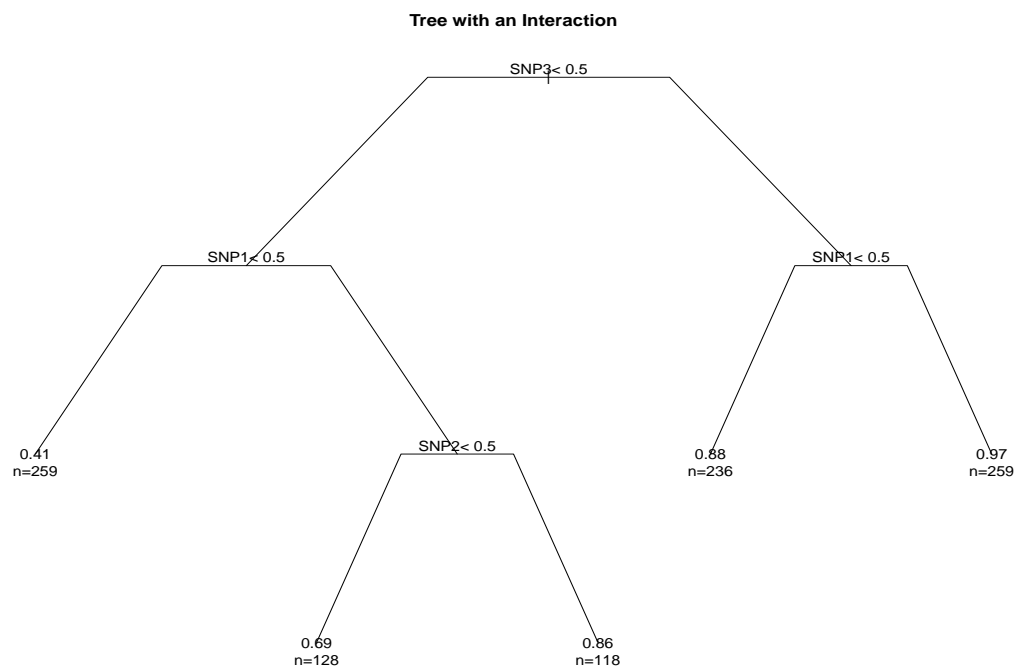 Tree with an Interaction
SNP3< 0.5
SNP1< 0.5
SNP1< 0.5
0.41
n=259
SNP2< 0.5
0.88
n=236
0.97
n=259
0.69
n=128
0.86
n=118